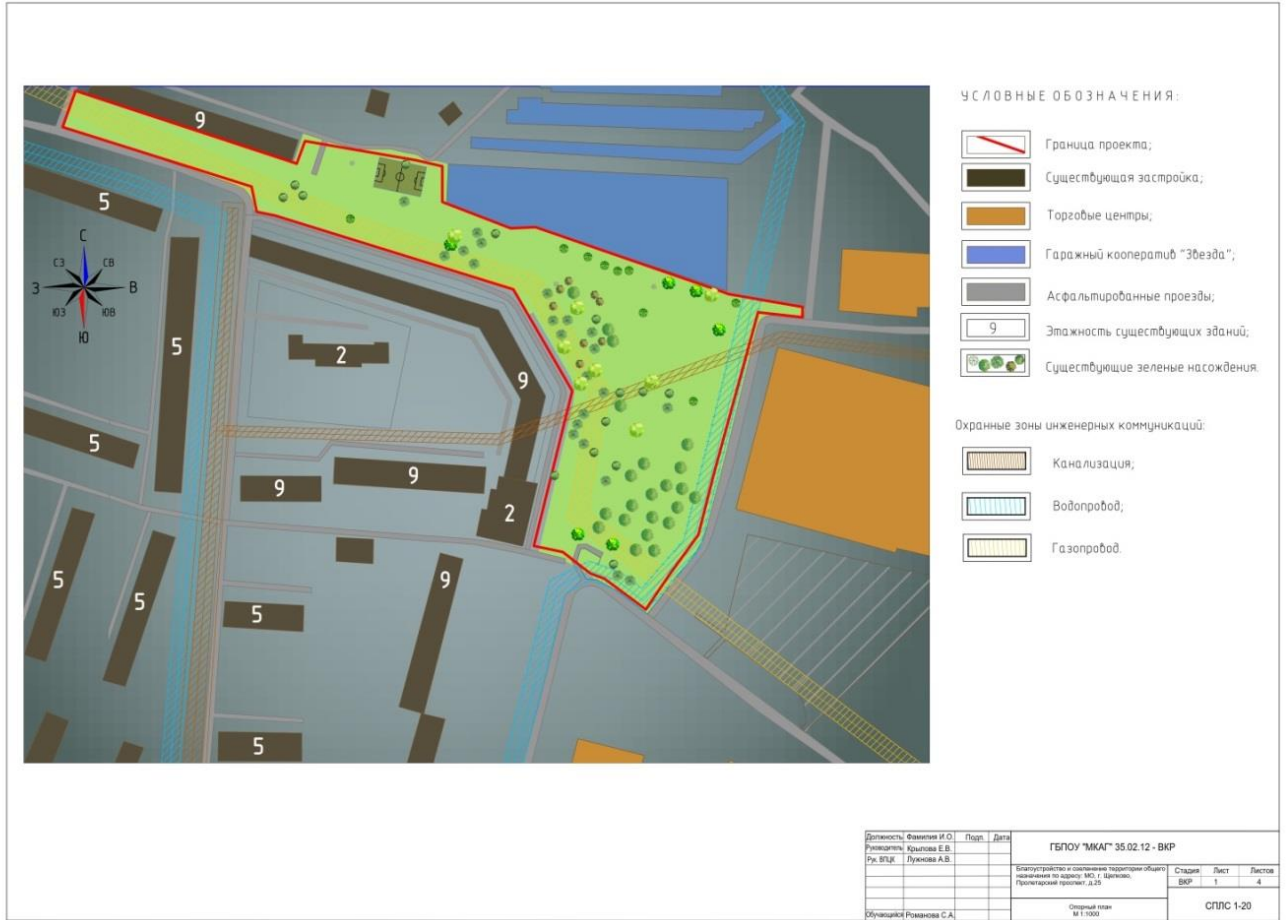 УСЛОВНЫЕ ОБОЗНАЧЕНИЯ:
Граница проекта;
Существующая застройка;
Торговые центры;
Гаражный кооператив "Звезда";
Асфальтированные проезды;
9 Этажность существующих зданий;
Существующие зеленые насождения.
Охранные зоны инженерных коммуникаций:
Канализация;
Водопровод;
Газопровод.
9
5
С
СЗ СВ
З В
ЮЗ ЮВ
Ю
5
2
9
5
9
9
2
5
5
9
5
5
Должность Фамилия И.О. Подп. Дата
Руководитель Крылова Е.В.
Рук. ВПЦК Лужнова А.В.
Обучающийся Романова С.А.
ГБПОУ "МКАГ" 35.02.12 - ВКР
Благоустройство и озеленение территории общего
назначения по адресу: МО, г. Щелково,
Пролетарский проспект, д.25
Стадия Лист Листов
ВКР 1 4
Опорный план
М 1:1000
СПЛС 1-20